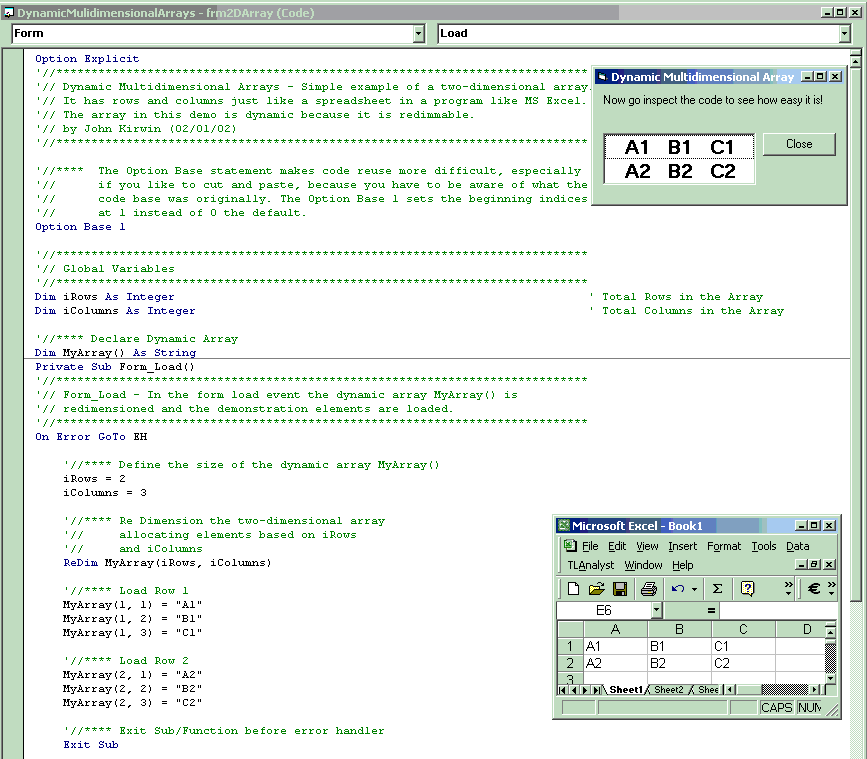 DynamicMulidimensionalArrays - frm2DArray (Code)
Form
Load
Option Explicit
'//****************************************************************************
'// Dynamic Multidimensional Arrays - Simple example of a two-dimensional array.
'// It has rows and columns just like a spreadsheet in a program like MS Excel.
'// The array in this demo is dynamic because it is redimmable.
'// by John Kirwin (02/01/02)
'//****************************************************************************
'//**** The Option Base statement makes code reuse more difficult, especially
'// if you like to cut and paste, because you have to be aware of what the
'// code base was originally. The Option Base 1 sets the beginning indices
'// at 1 instead of 0 the default.
Option Base 1
'//****************************************************************************
'// Global Variables
'//****************************************************************************
Dim iRows As Integer ' Total Rows in the Array
Dim iColumns As Integer ' Total Columns in the Array
'//**** Declare Dynamic Array
Dim MyArray() As String
Private Sub Form_Load()
'//****************************************************************************
'// Form_Load - In the form load event the dynamic array MyArray() is
'// redimensioned and the demonstration elements are loaded.
'//****************************************************************************
On Error GoTo EH
'//**** Define the size of the dynamic array MyArray()
iRows = 2
iColumns = 3
'//**** Re Dimension the two-dimensional array
'// allocating elements based on iRows
'// and iColumns
ReDim MyArray(iRows, iColumns)
'//**** Load Row 1
MyArray(1, 1) = "A1"
MyArray(1, 2) = "B1"
MyArray(1, 3) = "C1"
'//**** Load Row 2
MyArray(2, 1) = "A2"
MyArray(2, 2) = "B2"
MyArray(2, 3) = "C2"
'//**** Exit Sub/Function before error handler
Exit Sub
Dynamic Multidimensional Array
Now go inspect the code to see how easy it is!
A1 B1 C1
A2 B2 C2
Close
Microsoft Excel - Book1
File Edit View Insert Format Tools Data
TLAnalyst Window Help
Σ ? » € »
E6 =
A B C D
1 A1 B1 C1
2 A2 B2 C2
3
Sheet1 Sheet2 Shee
CAPS NUM